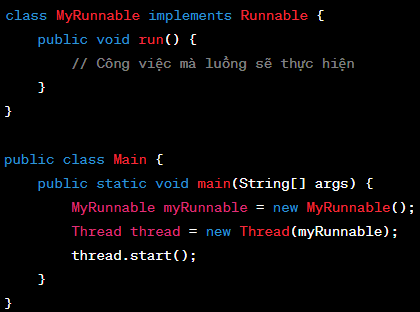 class MyRunnable implements Runnable {
    public void run() {
        // Công việc mà luồng sẽ thực hiện
    }
}

public class Main {
    public static void main(String[] args) {
        MyRunnable myRunnable = new MyRunnable();
        Thread thread = new Thread(myRunnable);
        thread.start();
    }
}